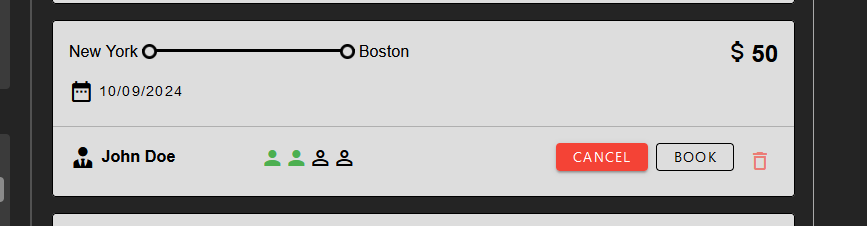 New York Boston $ 50
10/09/2024
John Doe CANCEL BOOK